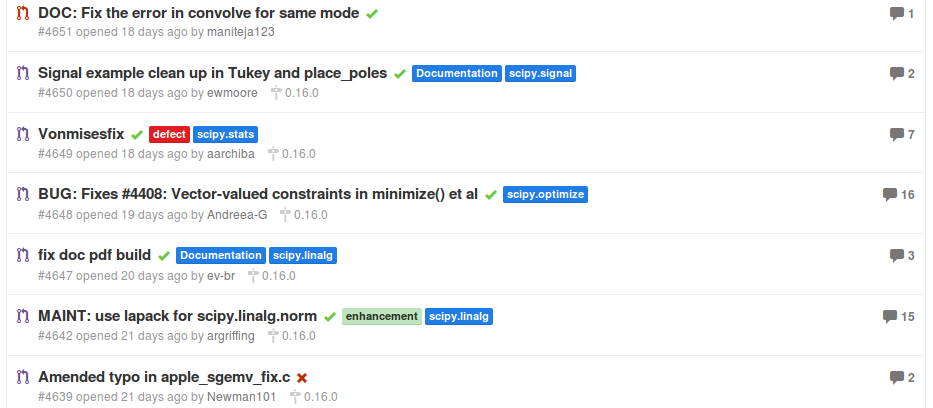 DOC: Fix the error in convolve for same mode 1
#4651 opened 18 days ago by maniteja123
Signal example clean up in Tukey and place_poles Documentation scipy.signal 2
#4650 opened 18 days ago by ewmoore 0.16.0
Vonmisesfix defect scipy.stats 7
#4649 opened 18 days ago by aarchiba 0.16.0
BUG: Fixes #4408: Vector-valued constraints in minimize() et al scipy.optimize 16
#4648 opened 19 days ago by Andreea-G 0.16.0
fix doc pdf build Documentation scipy.linalg 3
#4647 opened 20 days ago by ev-br 0.16.0
MAINT: use lapack for scipy.linalg.norm enhancement scipy.linalg 15
#4642 opened 21 days ago by argriffing 0.16.0
Amended typo in apple_sgemv_fix.c 2
#4639 opened 21 days ago by Newman101 0.16.0